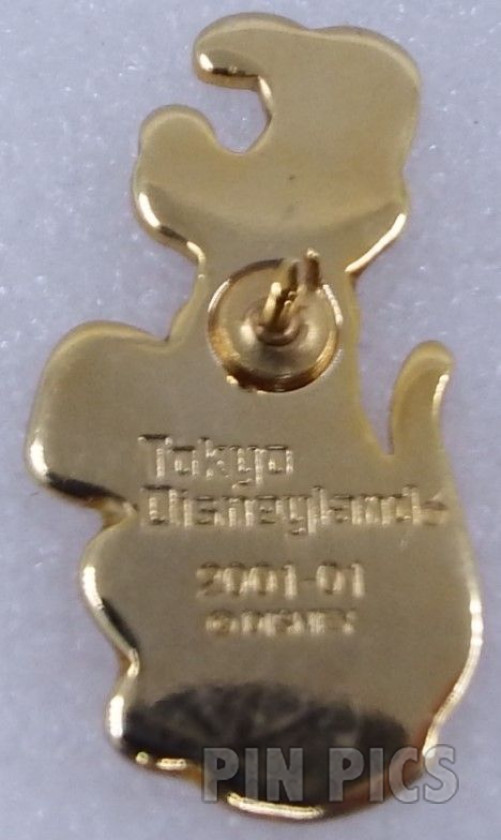 Tokyo
Disneyland®
2001-01
© DISNEY
PIN PICS